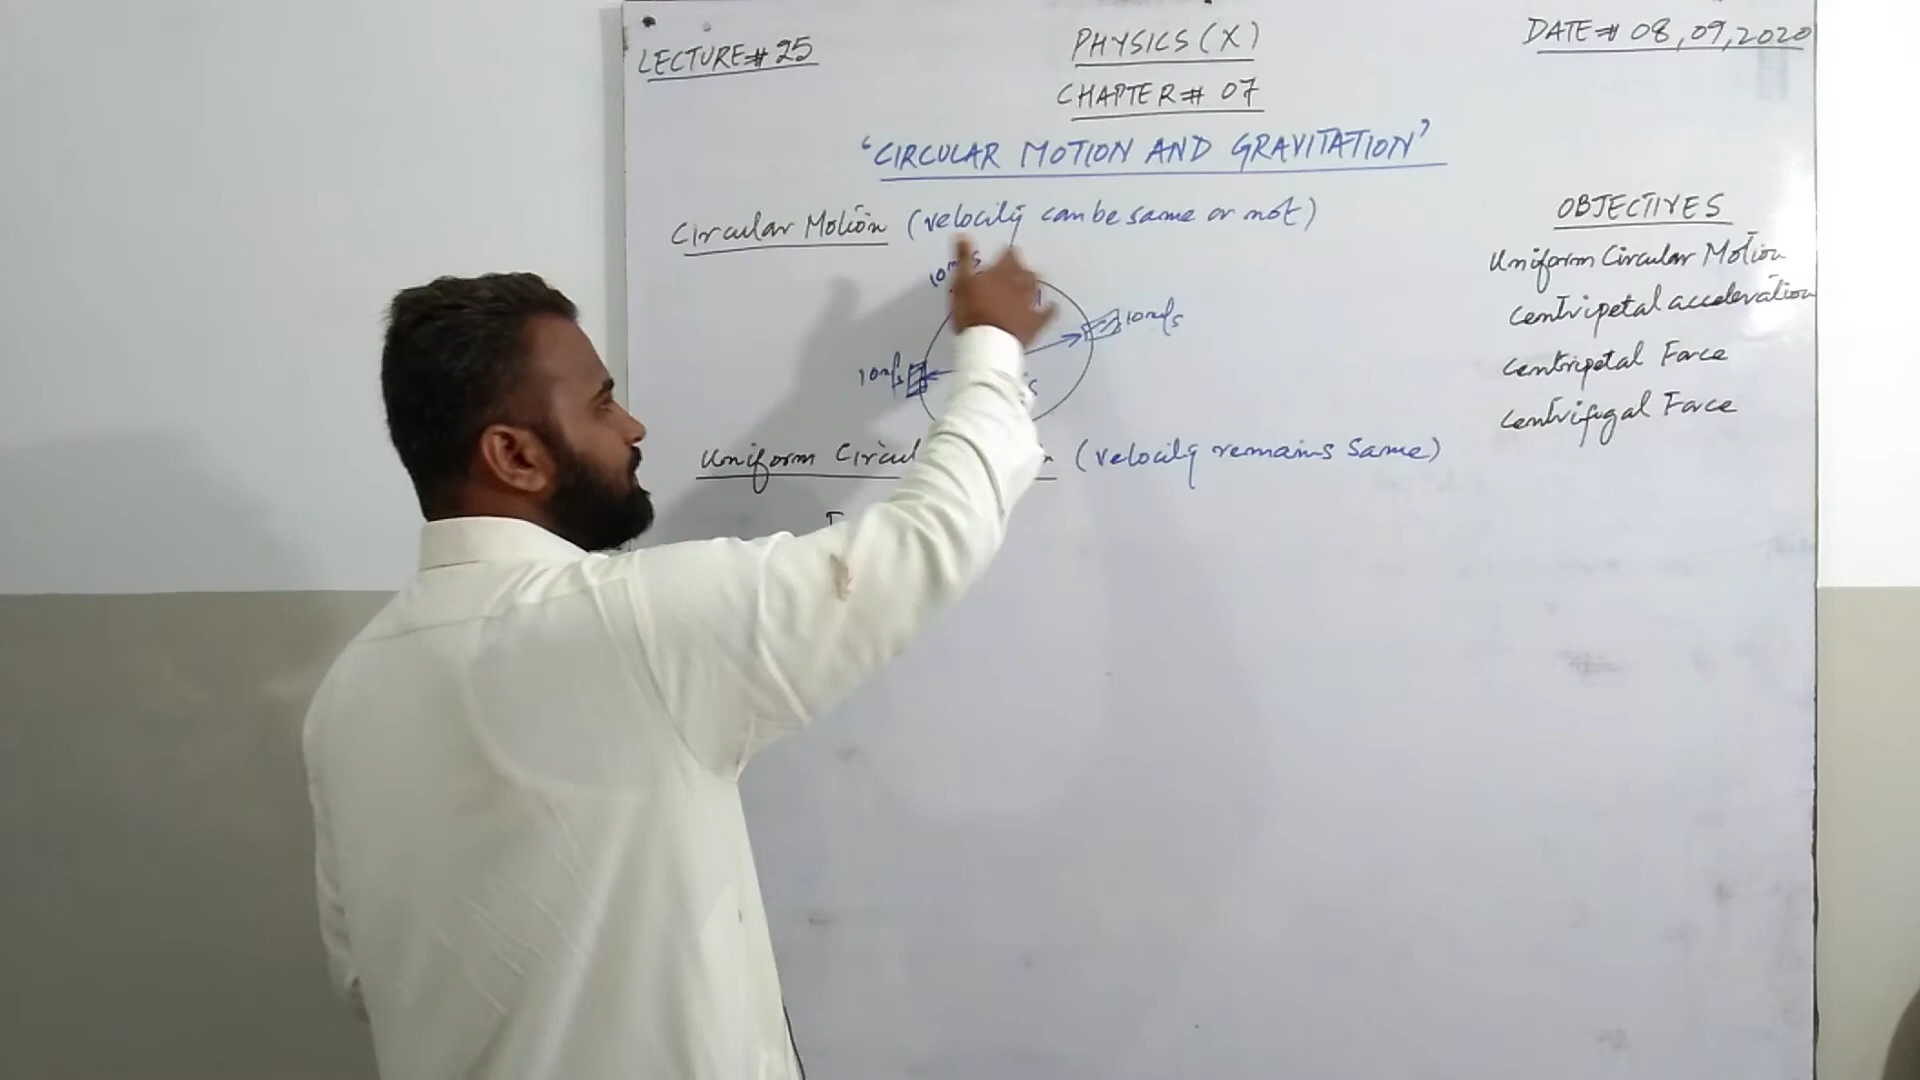 LECTURE# 25
PHYSICS (X)
DATE# 08,09,2020
CHAPTER# 07
‘CIRCULAR MOTION AND GRAVITATION’
Circular Motion (velocity can be same or not)
10m/s
10m/s
10m/s
Uniform Circul (velocity remains same)
OBJECTIVES
Uniform Circular Motion
centripetal acceleration
centripetal Force
centrifugal Force